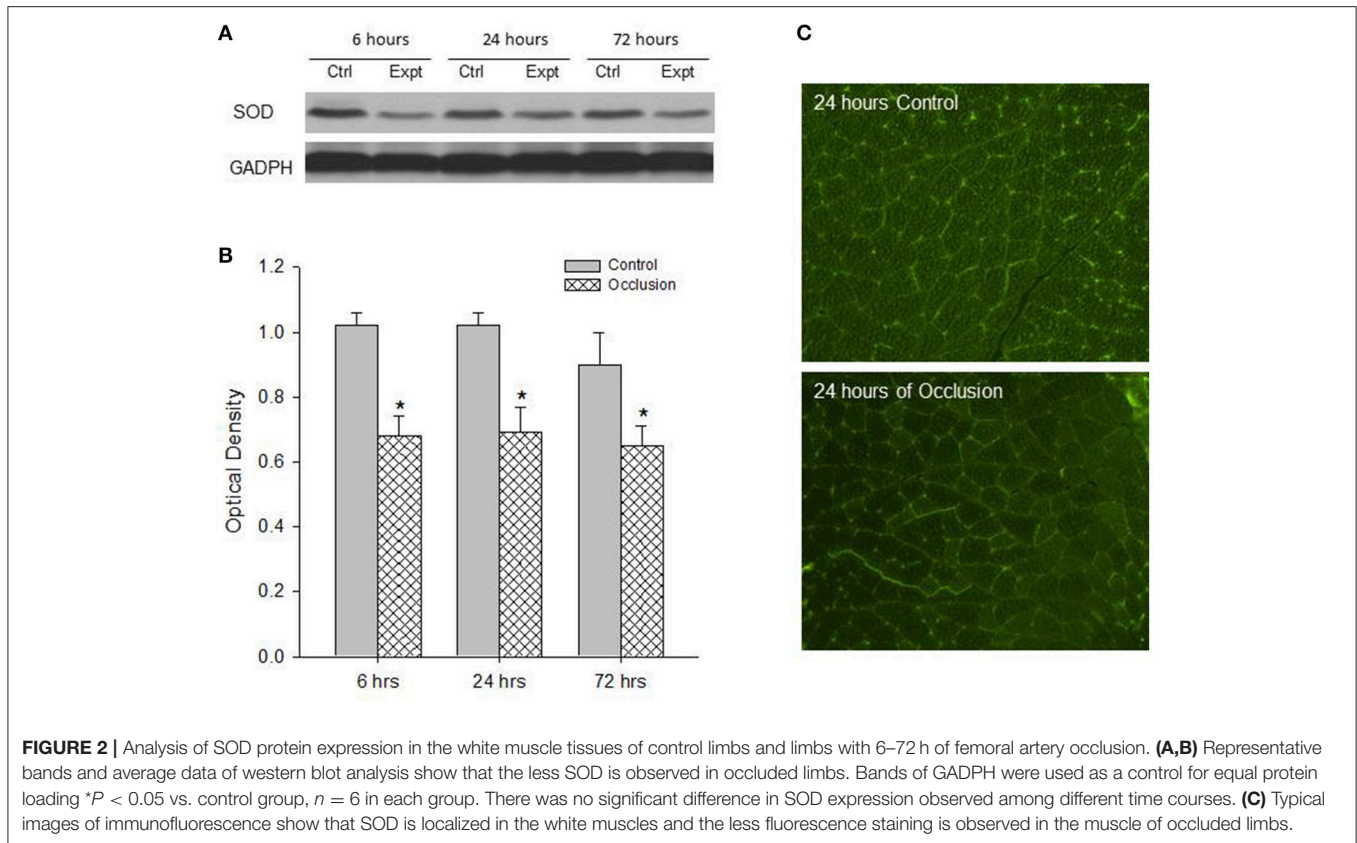 A
6 hours 24 hours 72 hours
Ctrl Expt Ctrl Expt Ctrl Expt
SOD
GADPH
B
Control
Occlusion
Optical Density
1.2
1.0
0.8
0.6
0.4
0.2
0.0
* * *
6 hrs 24 hrs 72 hrs
C
24 hours Control
24 hours of Occlusion
FIGURE 2 | Analysis of SOD protein expression in the white muscle tissues of control limbs and limbs with 6–72 h of femoral artery occlusion. (A,B) Representative
bands and average data of western blot analysis show that the less SOD is observed in occluded limbs. Bands of GADPH were used as a control for equal protein
loading *P < 0.05 vs. control group, n = 6 in each group. There was no significant difference in SOD expression observed among different time courses. (C) Typical
images of immunofluorescence show that SOD is localized in the white muscles and the less fluorescence staining is observed in the muscle of occluded limbs.